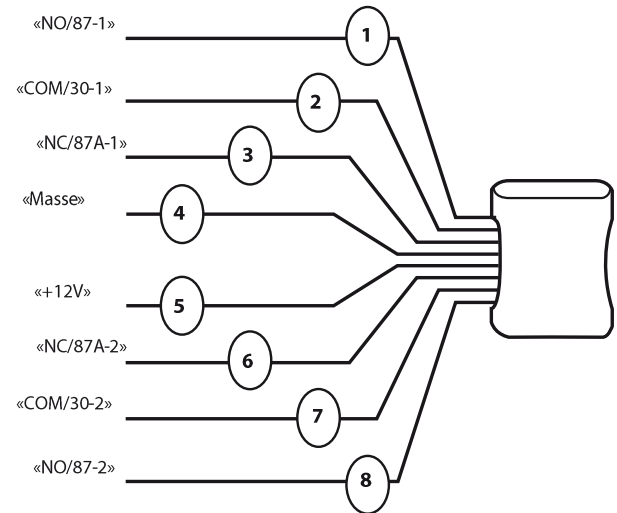 «NO/87-1»
1
«COM/30-1»
2
«NC/87A-1»
3
«Masse»
4
«+12V»
5
«NC/87A-2»
6
«COM/30-2»
7
«NO/87-2»
8